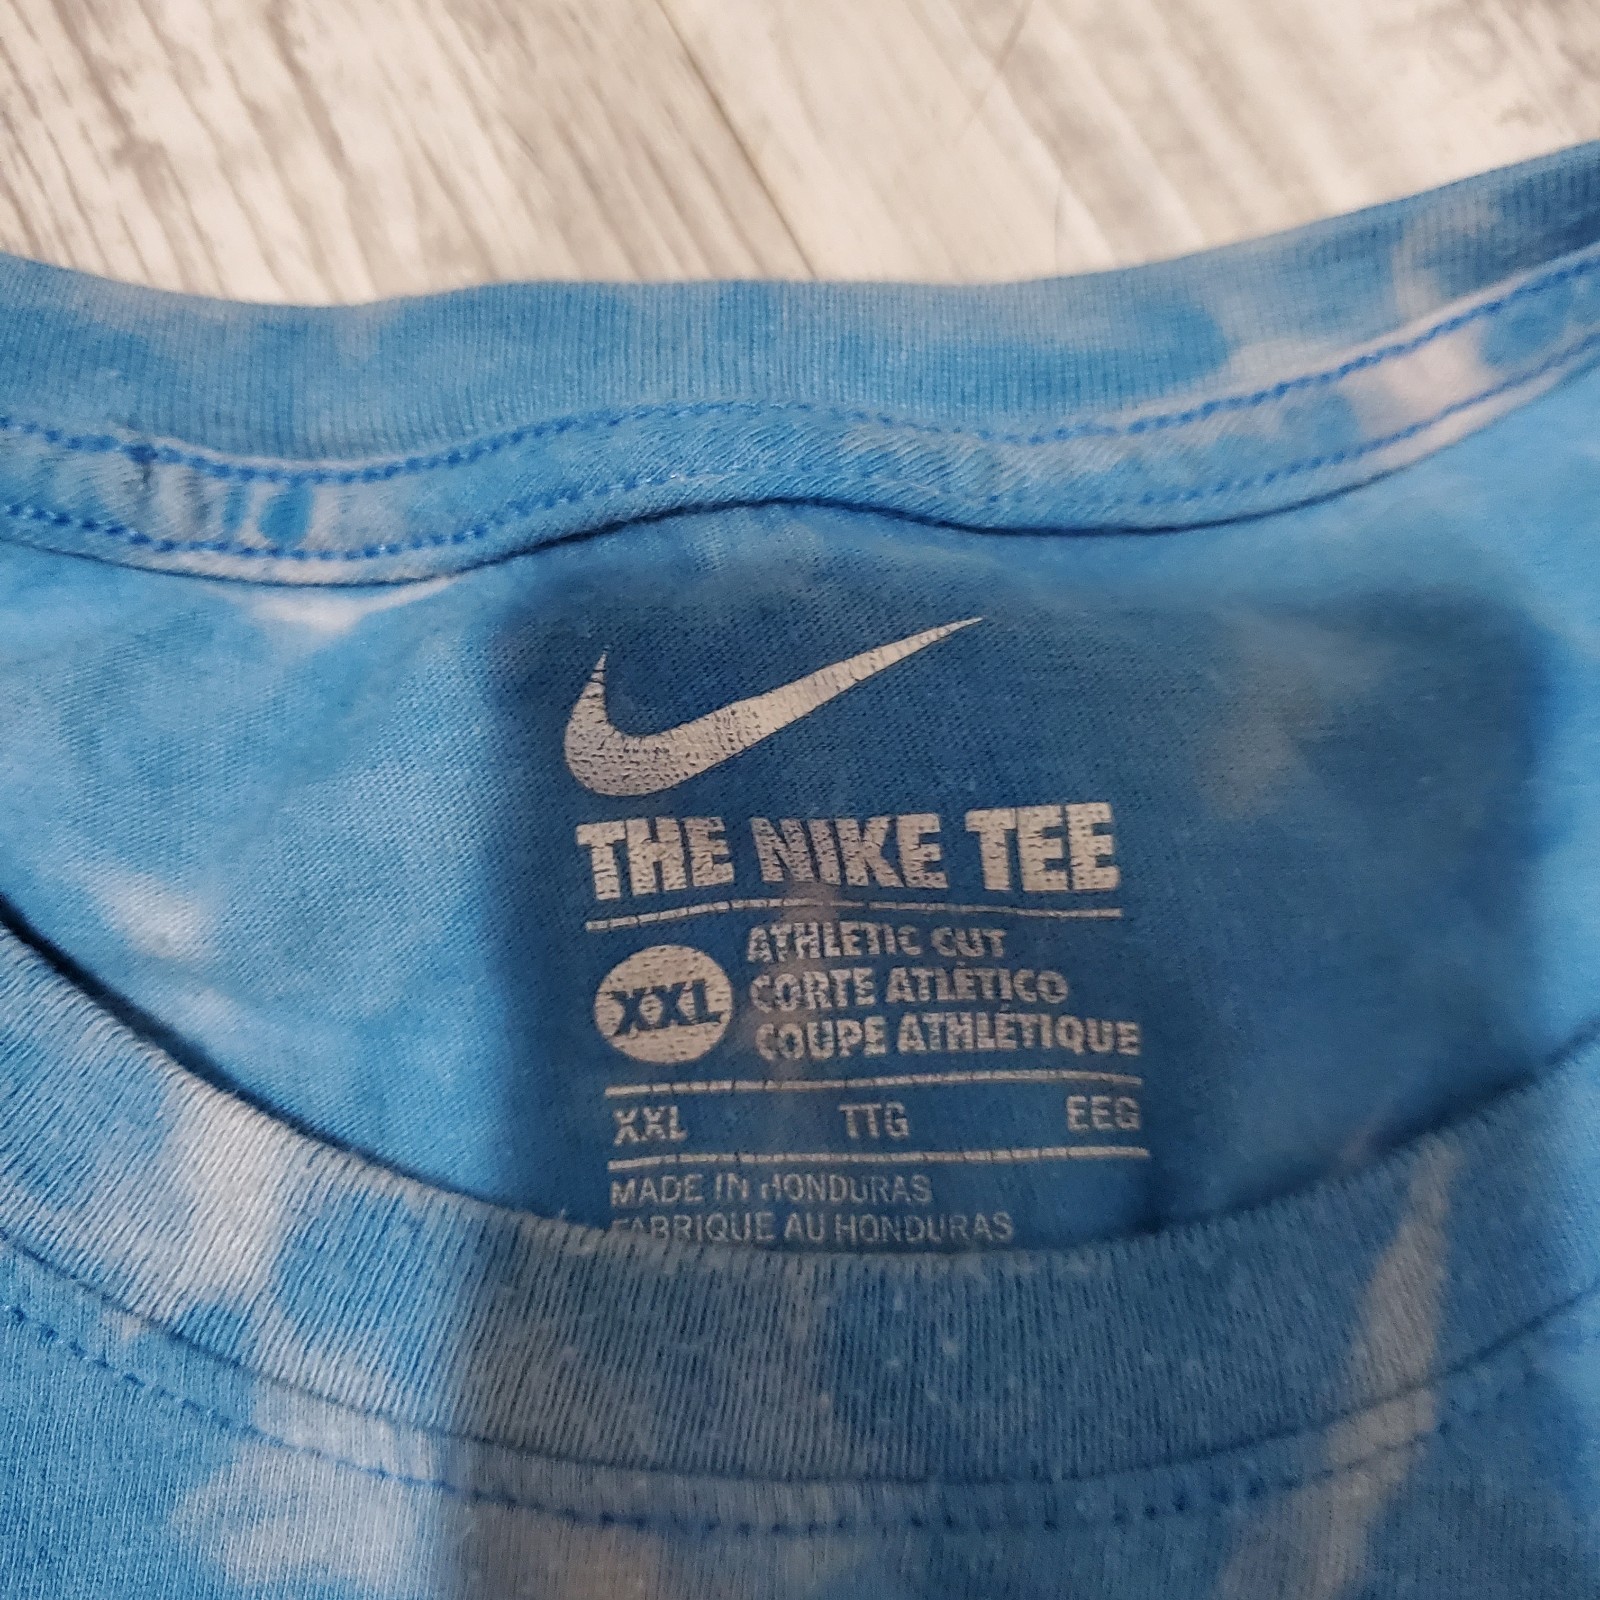 THE NIKE TEE
XXL
ATHLETIC CUT
CORTE ATLÉTICO
COUPE ATHLÉTIQUE
XXL TTG EEG
MADE IN HONDURAS
FABRIQUE AU HONDURAS